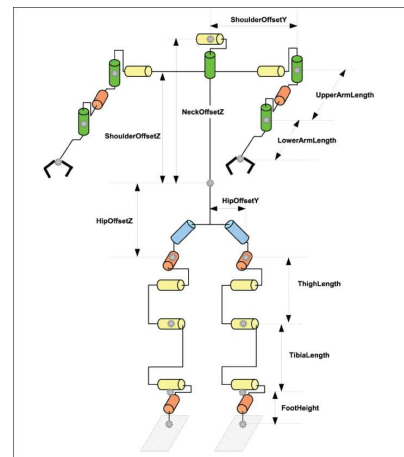 ShoulderOffsetY
UpperArmLength
NeckOffsetZ
LowerArmLength
ShoulderOffsetZ
HipOffsetY
HipOffsetZ
ThighLength
TibiaLength
FootHeight